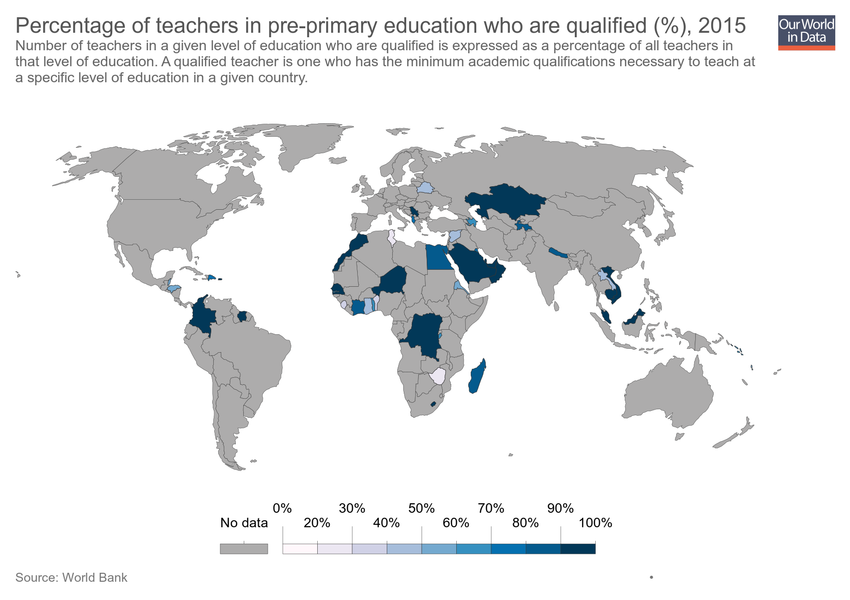 Percentage of teachers in pre-primary education who are qualified (%), 2015
Our World
in Data
Number of teachers in a given level of education who are qualified is expressed as a percentage of all teachers in
that level of education. A qualified teacher is one who has the minimum academic qualifications necessary to teach at
a specific level of education in a given country.
0% 30% 50% 70% 90%
No data 20% 40% 60% 80% 100%
Source: World Bank